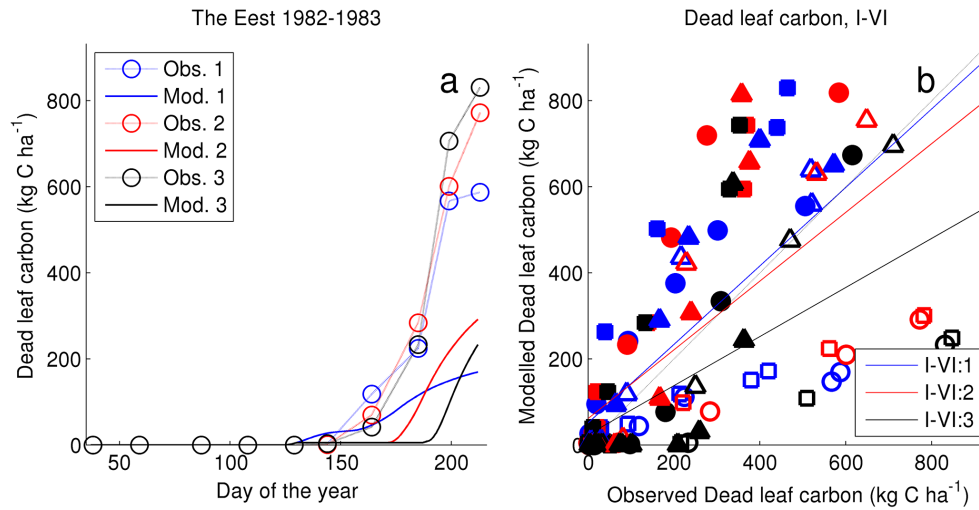 The Eest 1982-1983
Dead leaf carbon (kg C ha-1)
800
600
400
200
0
50
100
150
200
Day of the year
Obs. 1
Mod. 1
Obs. 2
Mod. 2
Obs. 3
Mod. 3
a
Dead leaf carbon, I-VI
Modelled Dead leaf carbon (kg C ha-1)
800
600
400
200
0
0
200
400
600
800
Observed Dead leaf carbon (kg C ha-1)
b
I-VI:1
I-VI:2
I-VI:3